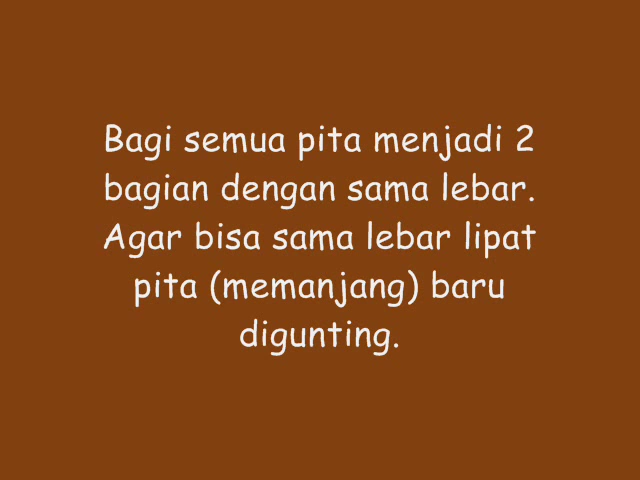 Bagi semua pita menjadi 2
bagian dengan sama lebar.
Agar bisa sama lebar lipat
pita (memanjang) baru
digunting.